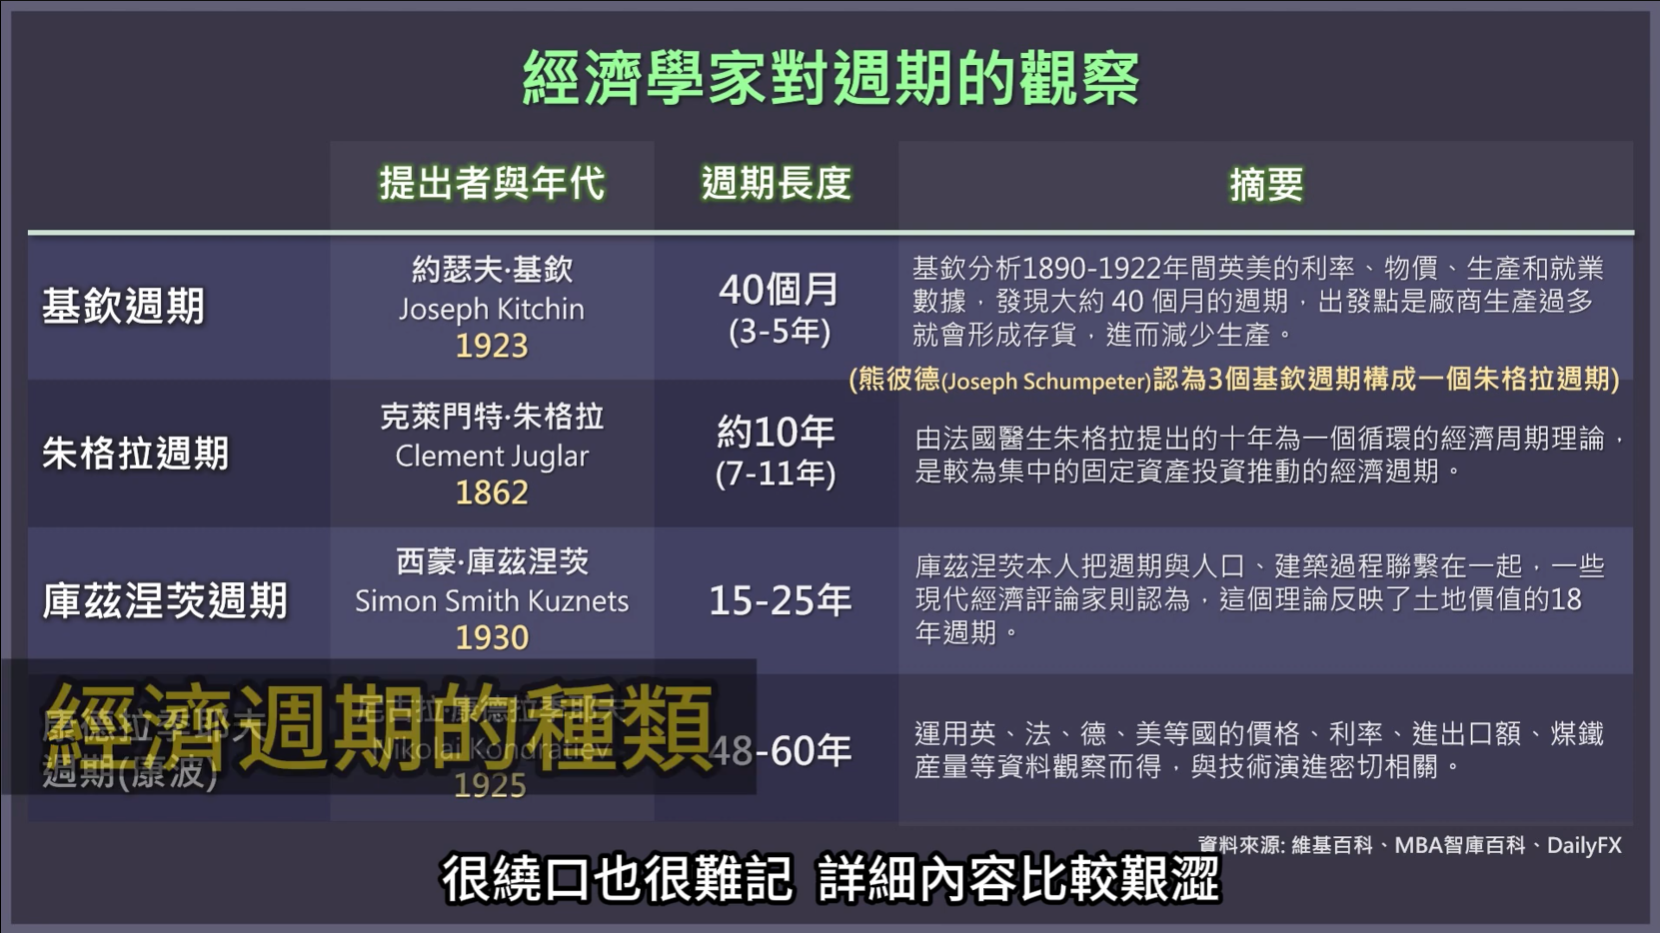 經濟學家對週期的觀察
提出者與年代
週期長度
摘要
基欽週期
約瑟夫·基欽
Joseph Kitchin
1923
40個月
(3-5年)
基欽分析1890-1922年間英美的利率、物價、生產和就業
數據，發現大約 40 個月的週期，出發點是廠商生產過多
就會形成存貨，進而減少生產。
(熊彼德(Joseph Schumpeter)認為3個基欽週期構成一個朱格拉週期)
朱格拉週期
克萊門特·朱格拉
Clement Juglar
1862
約10年
(7-11年)
由法國醫生朱格拉提出的十年為一個循環的經濟周期理論，
是較為集中的固定資產投資推動的經濟週期。
庫茲涅茨週期
西蒙·庫茲涅茨
Simon Smith Kuznets
1930
15-25年
庫茲涅茨本人把週期與人口、建築過程聯繫在一起，一些
現代經濟評論家則認為，這個理論反映了土地價值的18
年週期。
康德拉季耶夫
週期(康波)
尼古拉·康德拉季耶夫
Nikolai Kondratiev
1925
48-60年
運用英、法、德、美等國的價格、利率、進出口額、煤鐵
産量等資料觀察而得，與技術演進密切相關。
經濟週期的種類
資料來源: 維基百科、MBA智庫百科、DailyFX
很繞口也很難記 詳細內容比較艱澀